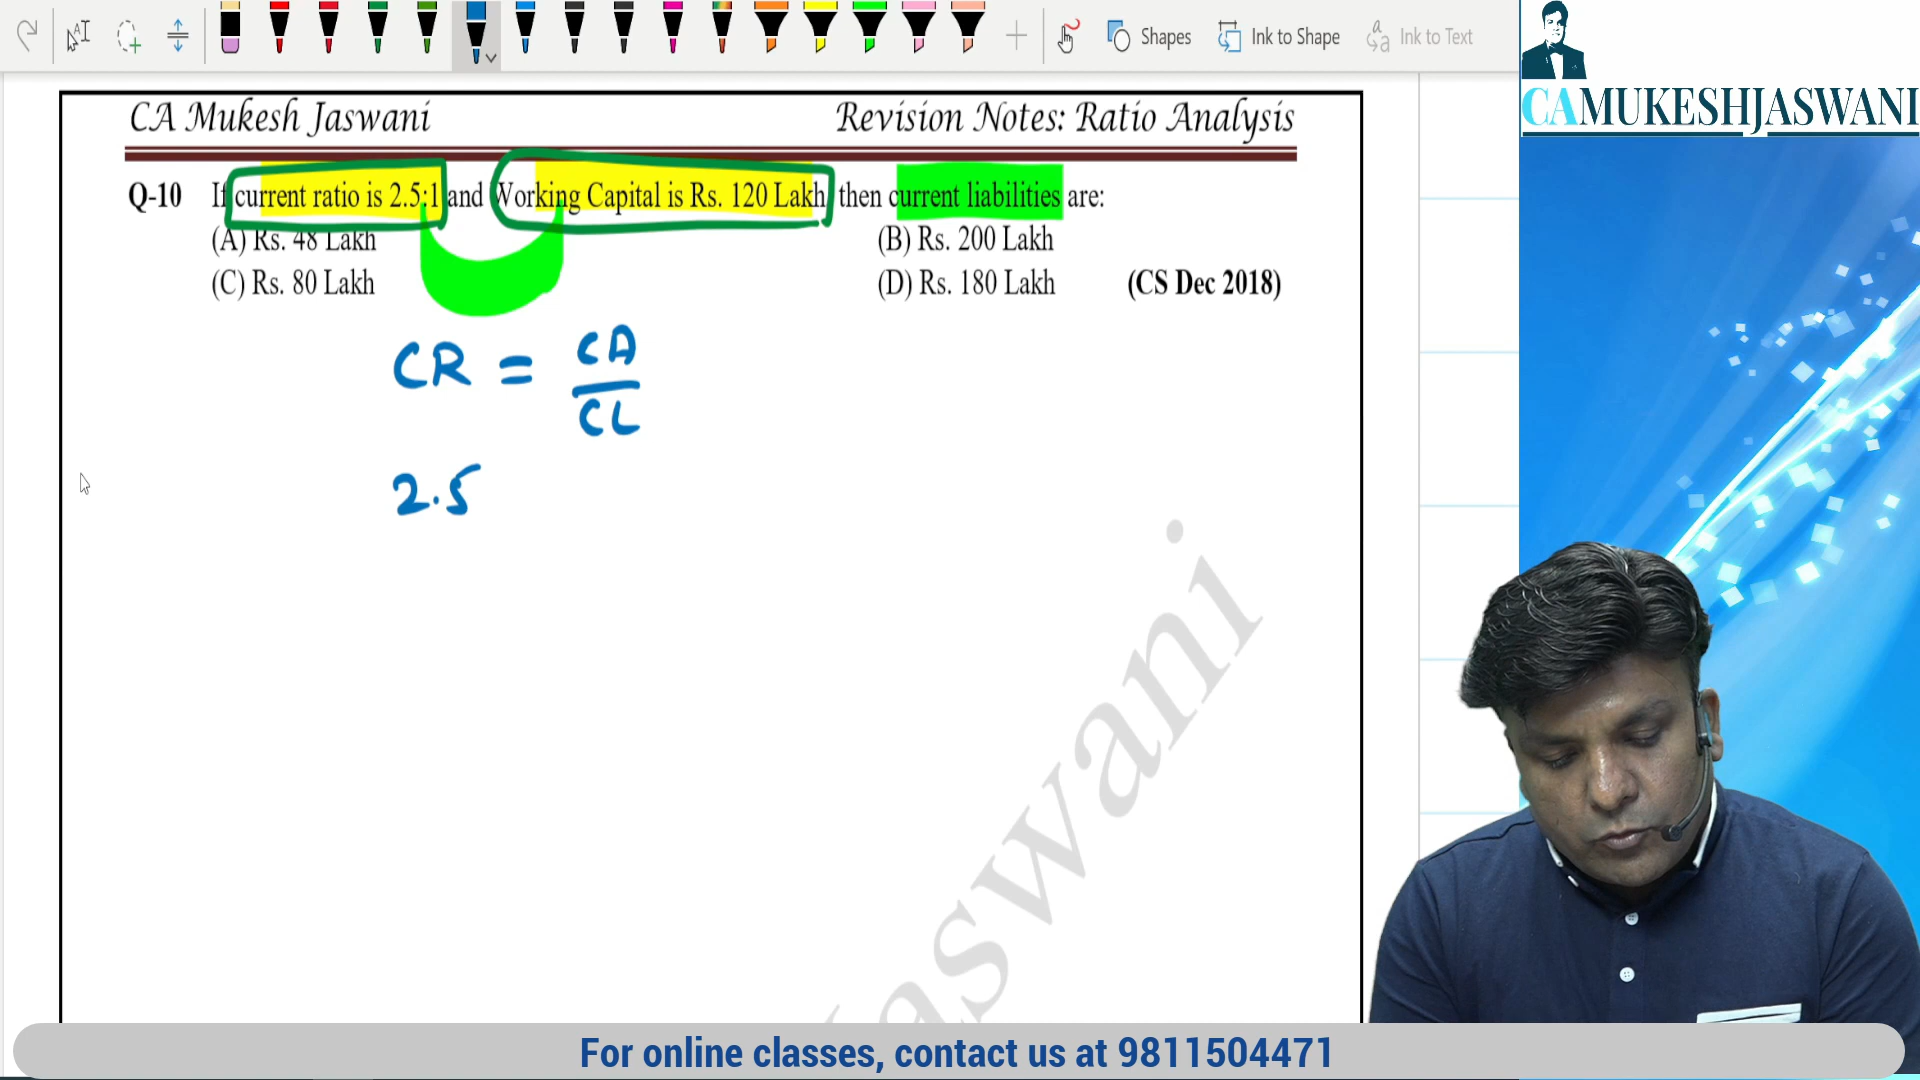 Shapes
Ink to Shape
Ink to Text
CAMUKESHJASWANI
CA Mukesh Jaswani
Revision Notes: Ratio Analysis
Q-10 If current ratio is 2.5:1 and Working Capital is Rs. 120 Lakh, then current liabilities are:
(A) Rs. 48 Lakh
(B) Rs. 200 Lakh
(C) Rs. 80 Lakh
(D) Rs. 180 Lakh
(CS Dec 2018)
CR = CA
CL
2.5
Jaswani
For online classes, contact us at 9811504471